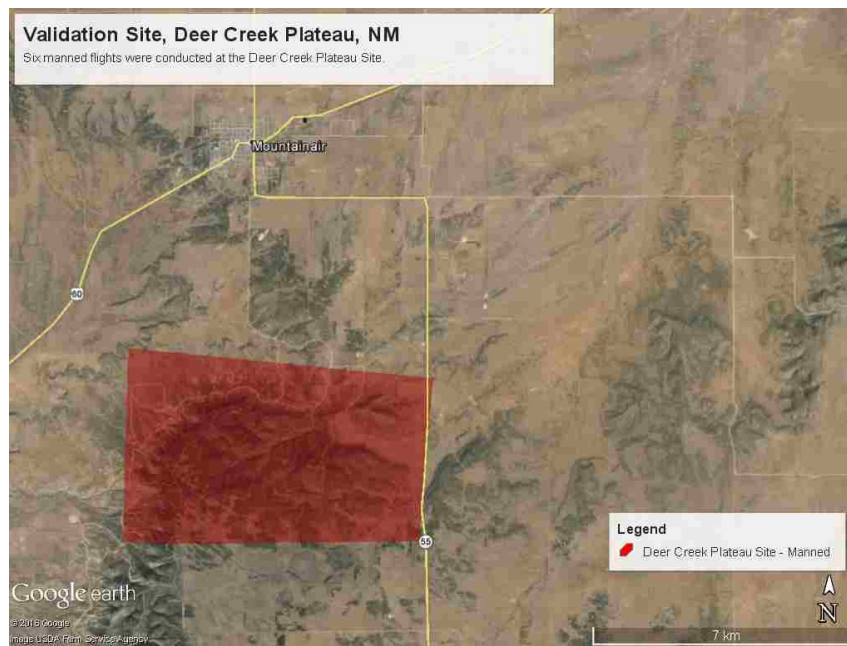 Validation Site, Deer Creek Plateau, NM
Six manned flights were conducted at the Deer Creek Plateau Site.
Mountainair
60
Legend
Deer Creek Plateau Site - Manned
55
Google earth
N
© 2016 Google
Image USDA Farm Service Agency
7 km